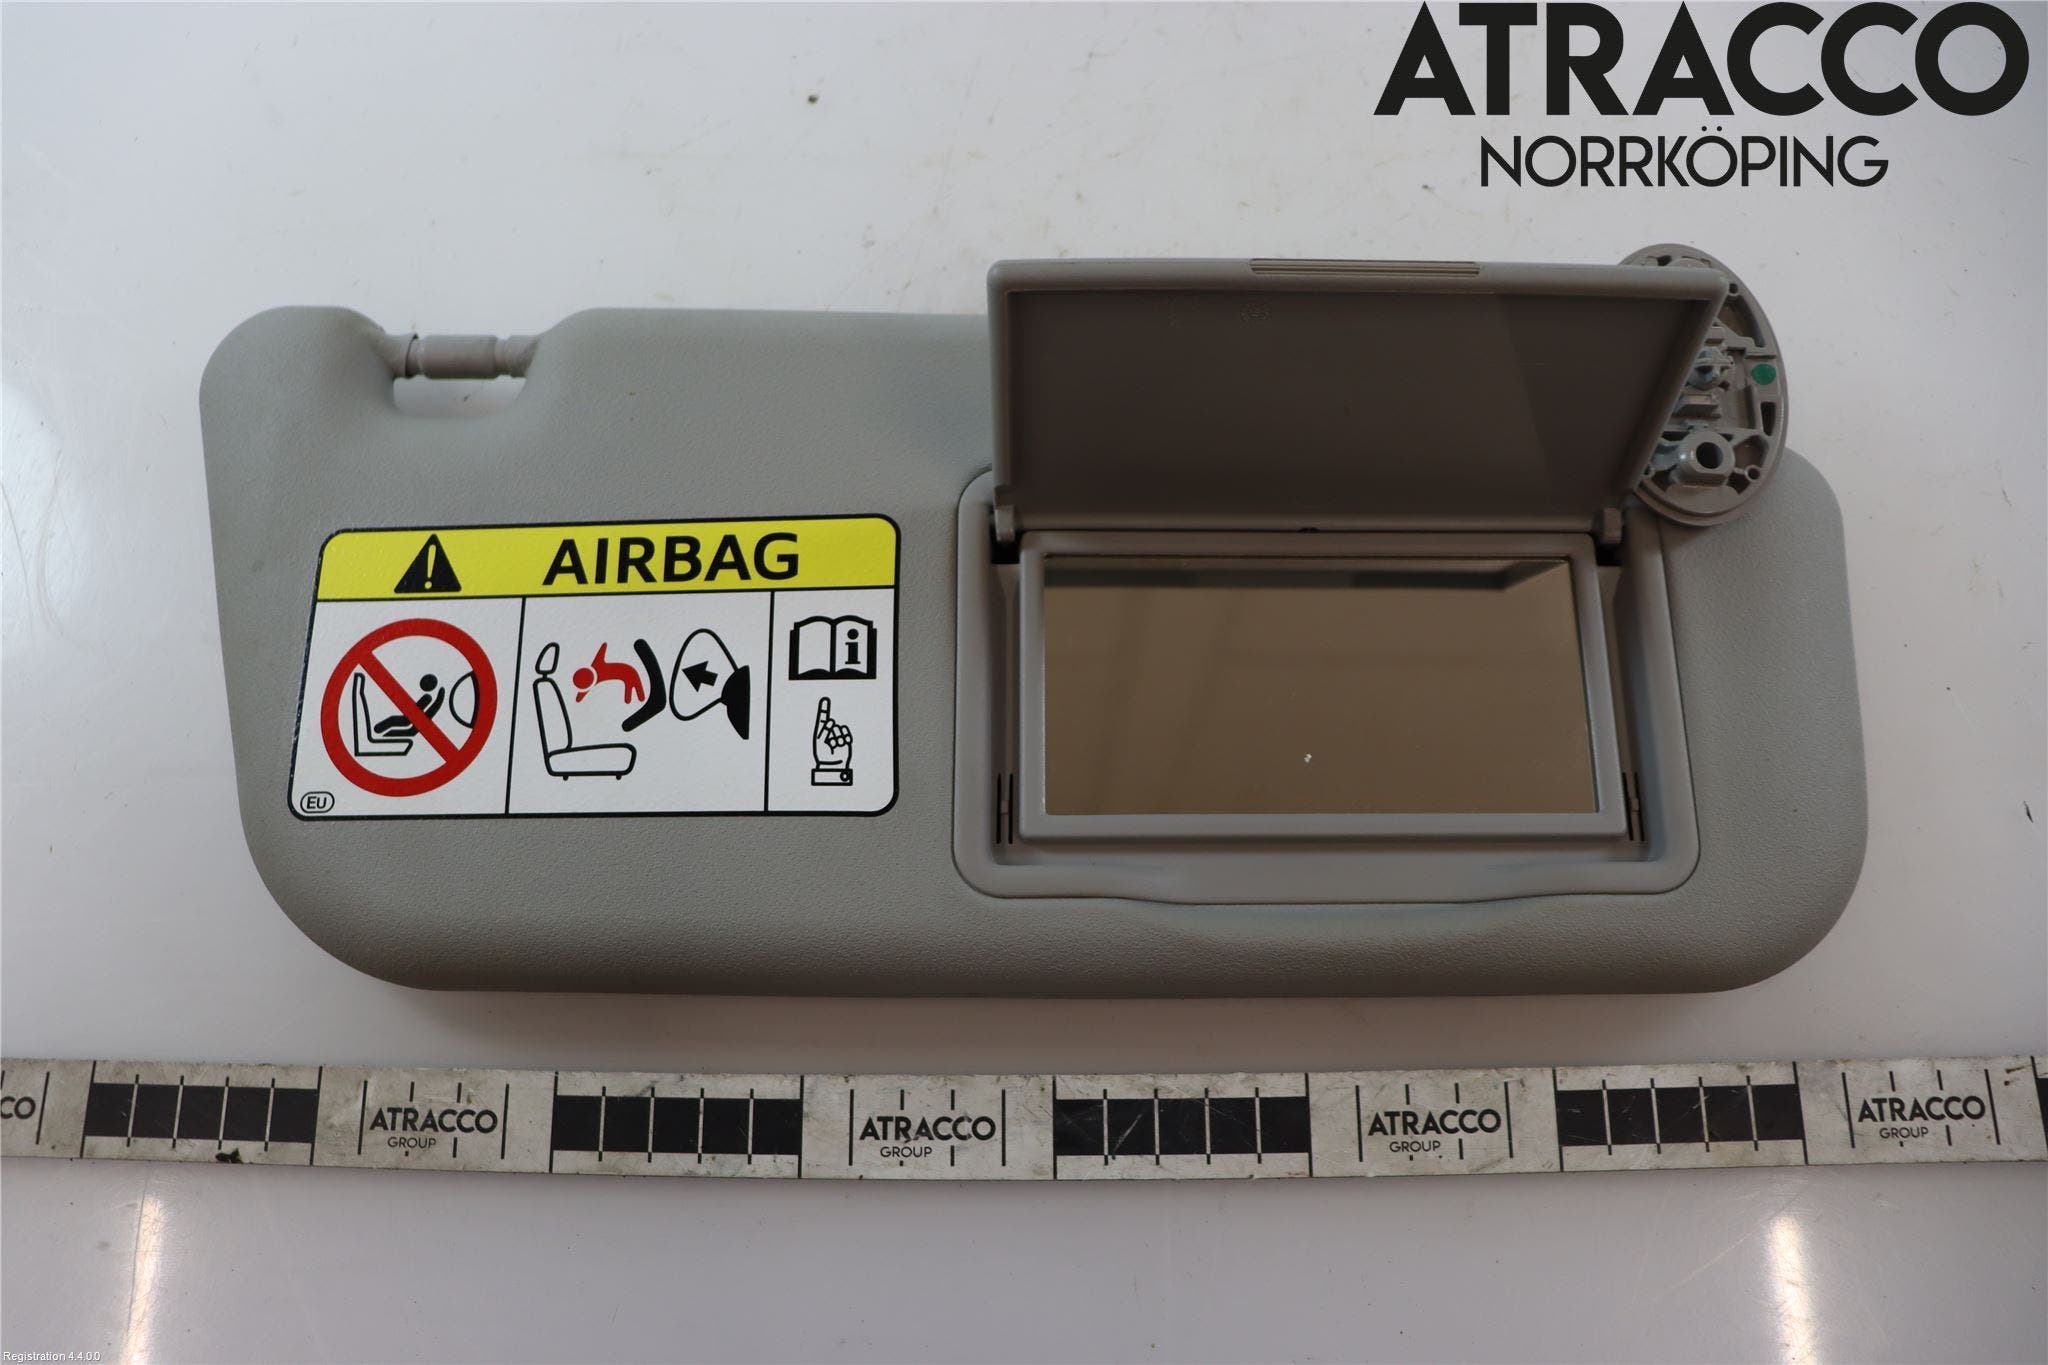 ATRACCO
NORRKÖPING
AIRBAG
i
EU
CO
ATRACCO
GROUP
ATRACCO
GROUP
ATRACCO
GROUP
ATRACCO
GROUP
Registration 4.4.0.0